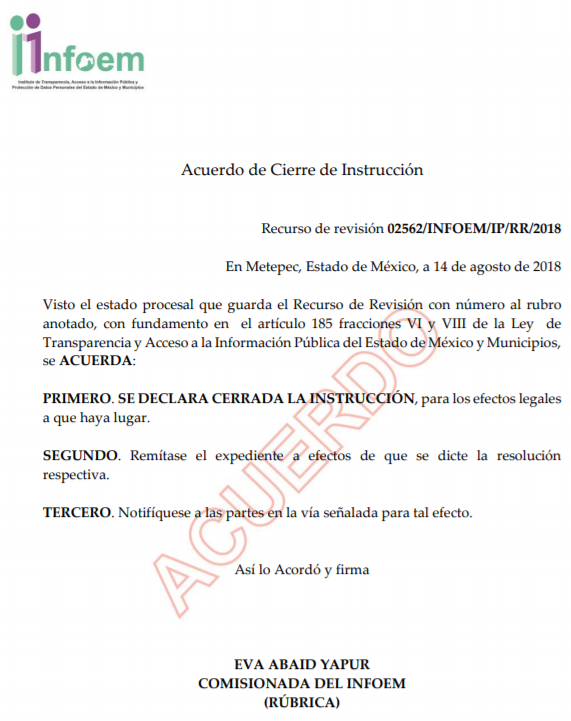 infoem
Instituto de Transparencia, Acceso a la Información Pública y
Protección de Datos Personales del Estado de México y Municipios
Acuerdo de Cierre de Instrucción
Recurso de revisión 02562/INFOEM/IP/RR/2018
En Metepec, Estado de México, a 14 de agosto de 2018
Visto el estado procesal que guarda el Recurso de Revisión con número al rubro
anotado, con fundamento en el artículo 185 fracciones VI y VIII de la Ley de
Transparencia y Acceso a la Información Pública del Estado de México y Municipios,
se ACUERDA:
PRIMERO. SE DECLARA CERRADA LA INSTRUCCIÓN, para los efectos legales
a que haya lugar.
SEGUNDO. Remítase el expediente a efectos de que se dicte la resolución
respectiva.
TERCERO. Notifíquese a las partes en la vía señalada para tal efecto.
ACUERDO
Así lo Acordó y firma
EVA ABAID YAPUR
COMISIONADA DEL INFOEM
(RÚBRICA)